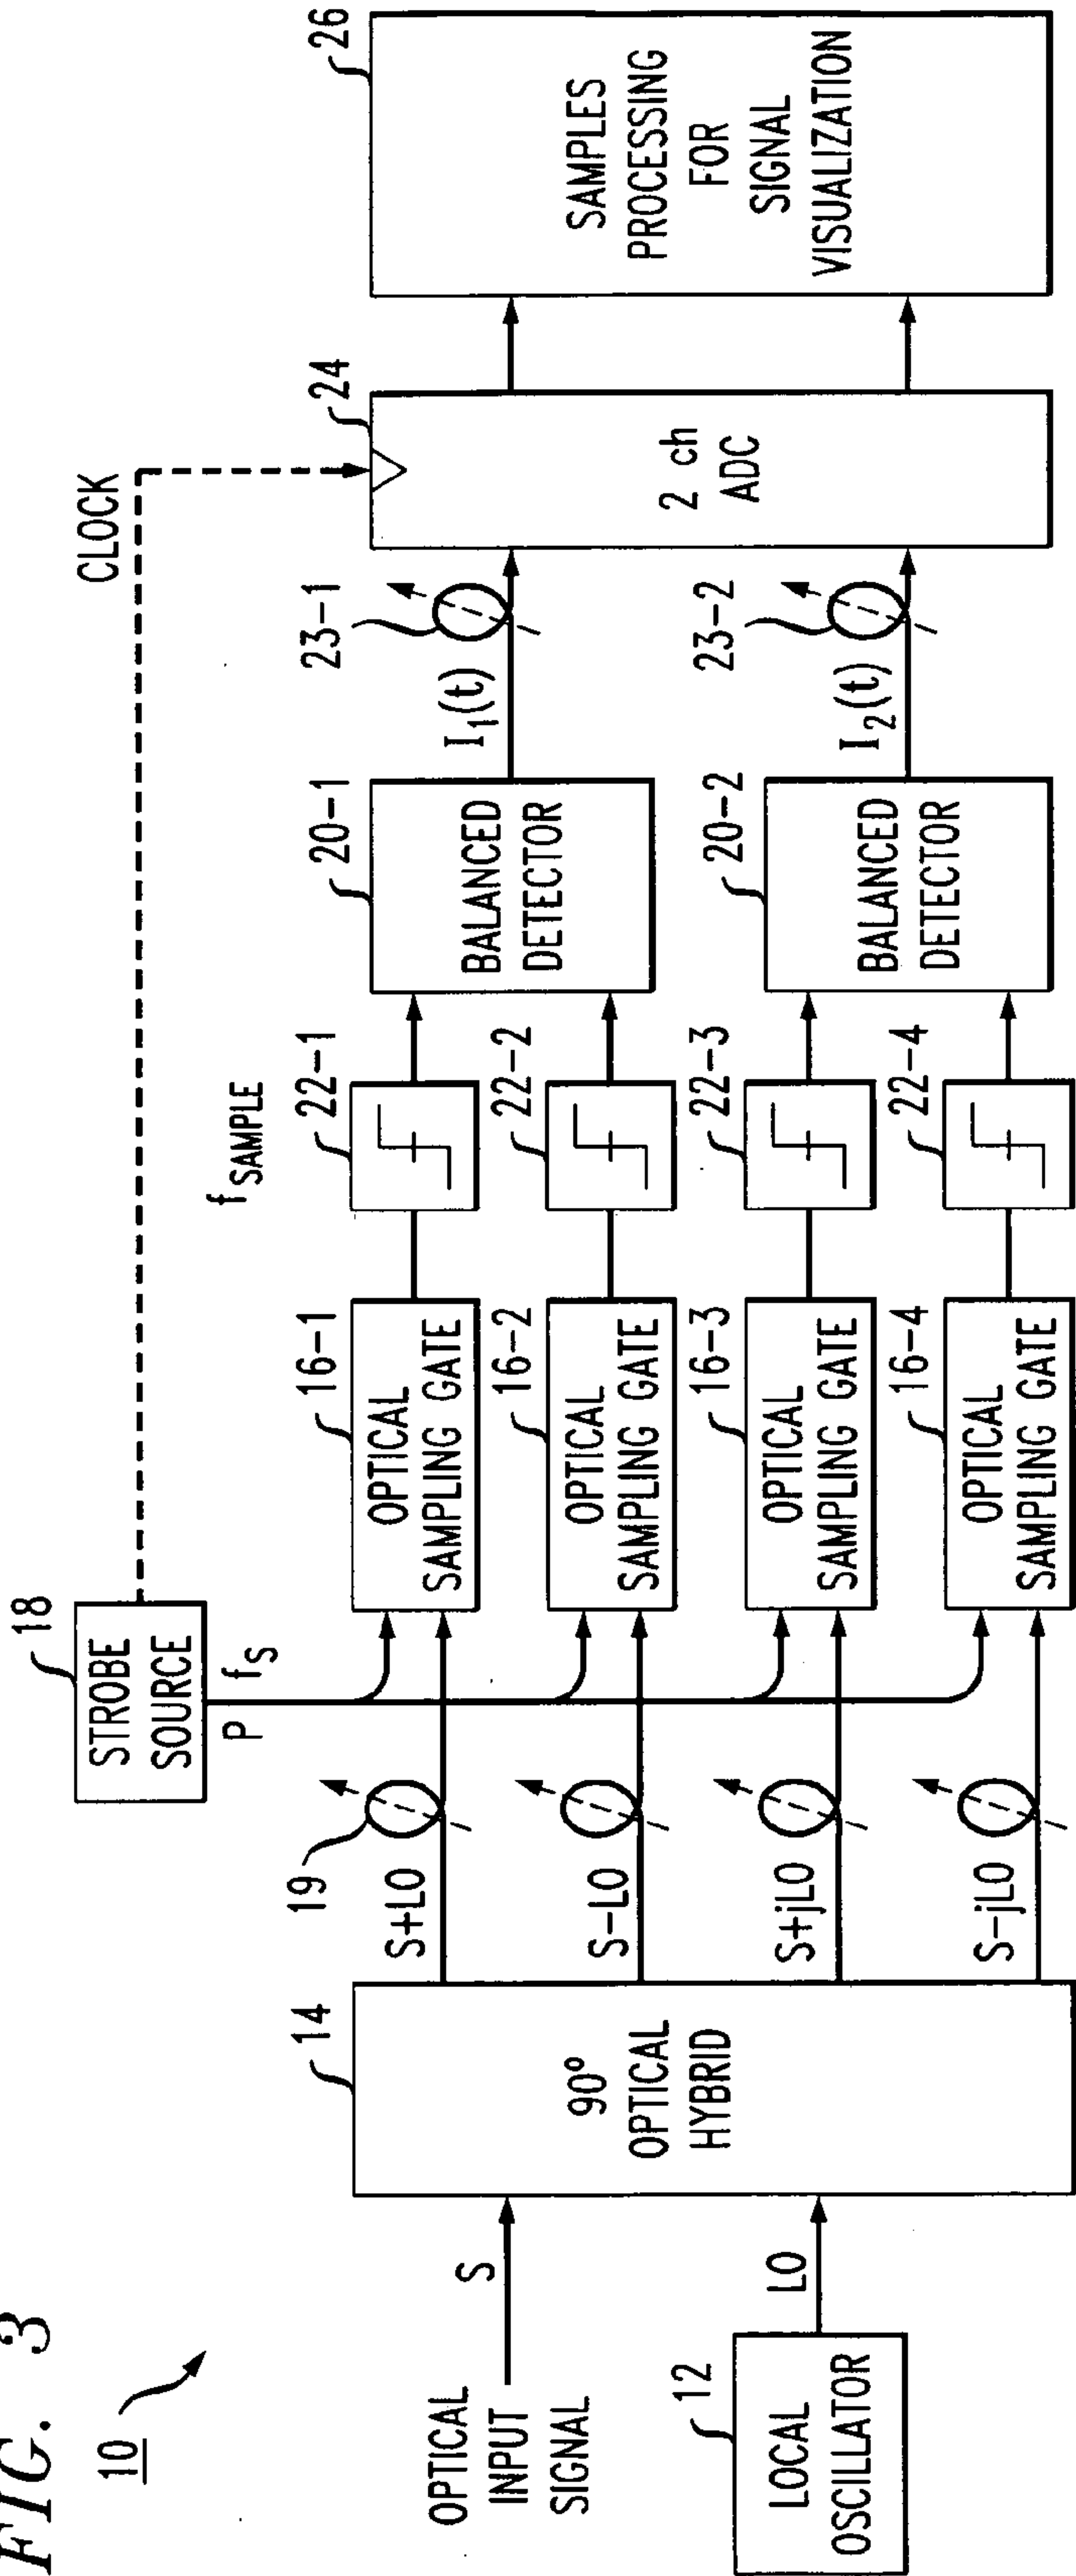 FIG. 3
10
OPTICAL
INPUT
SIGNAL
S
12
LOCAL
OSCILLATOR
LO
14
90°
OPTICAL
HYBRID
19
S+LO
S-LO
S+jLO
S-jLO
18
STROBE
SOURCE
P
fS
16-1
OPTICAL
SAMPLING GATE
16-2
OPTICAL
SAMPLING GATE
16-3
OPTICAL
SAMPLING GATE
16-4
OPTICAL
SAMPLING GATE
fSAMPLE
22-1
22-2
22-3
22-4
20-1
BALANCED
DETECTOR
20-2
BALANCED
DETECTOR
I1(t)
23-1
I2(t)
23-2
CLOCK
24
2 ch
ADC
26
SAMPLES
PROCESSING
FOR
SIGNAL
VISUALIZATION